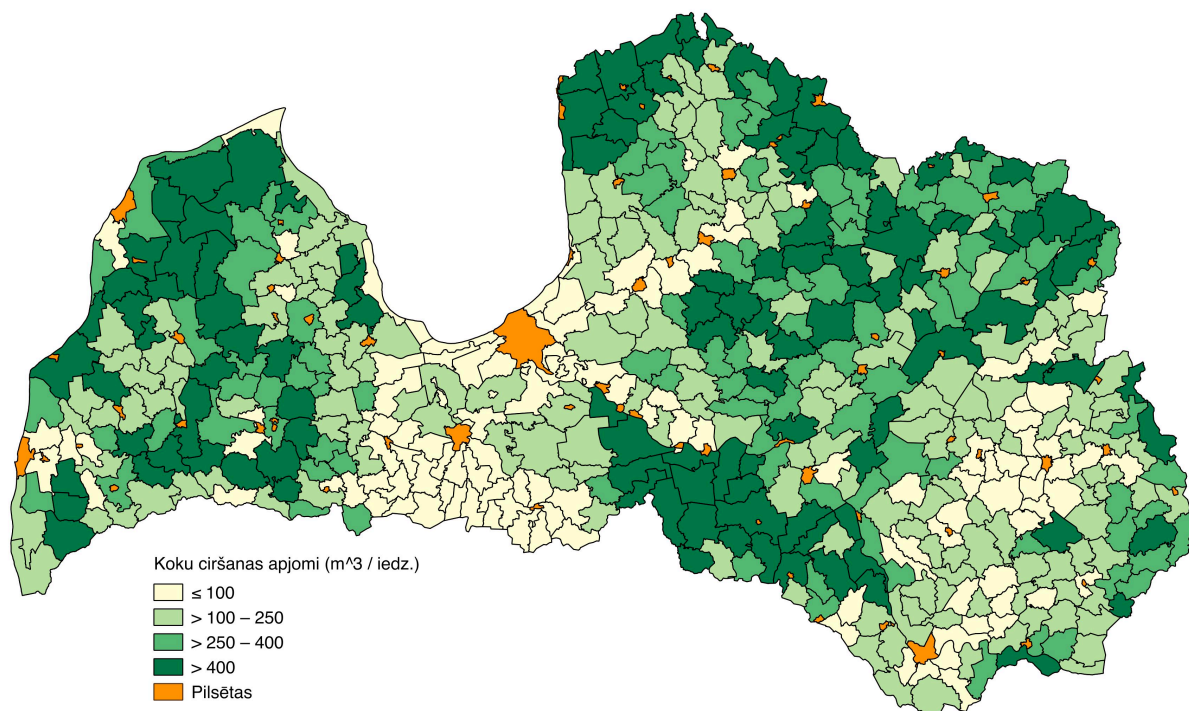 Koku ciršanas apjomi (m^3 / iedz.)
≤ 100
> 100 – 250
> 250 – 400
> 400
Pilsētas